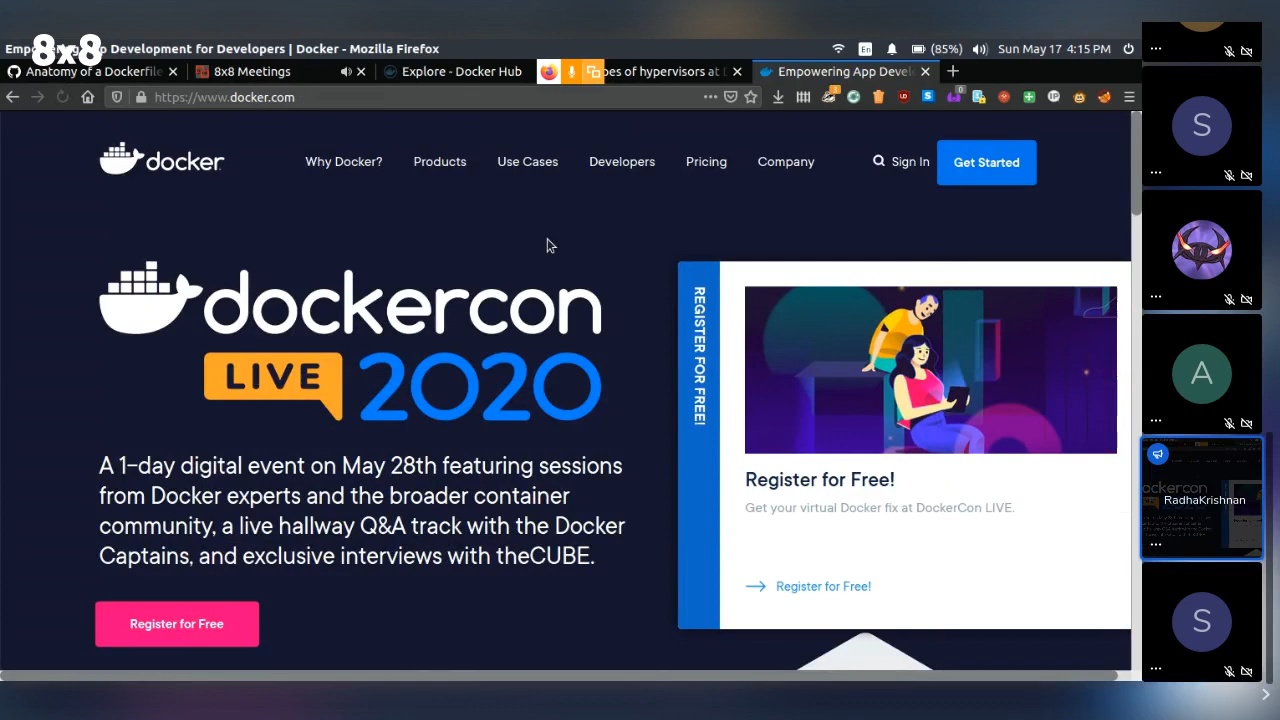 8x8
Empowering App Development for Developers | Docker - Mozilla Firefox
En
(85%)
Sun May 17 4:15 PM
Anatomy of a Dockerfile
8x8 Meetings
Explore - Docker Hub
pes of hypervisors at D
Empowering App Devel
https://www.docker.com
docker
Why Docker?
Products
Use Cases
Developers
Pricing
Company
Sign In
Get Started
dockercon
LIVE 2020
A 1-day digital event on May 28th featuring sessions
from Docker experts and the broader container
community, a live hallway Q&A track with the Docker
Captains, and exclusive interviews with theCUBE.
Register for Free
REGISTER FOR FREE!
Register for Free!
Get your virtual Docker fix at DockerCon LIVE.
Register for Free!
S
A
RadhaKrishnan
S